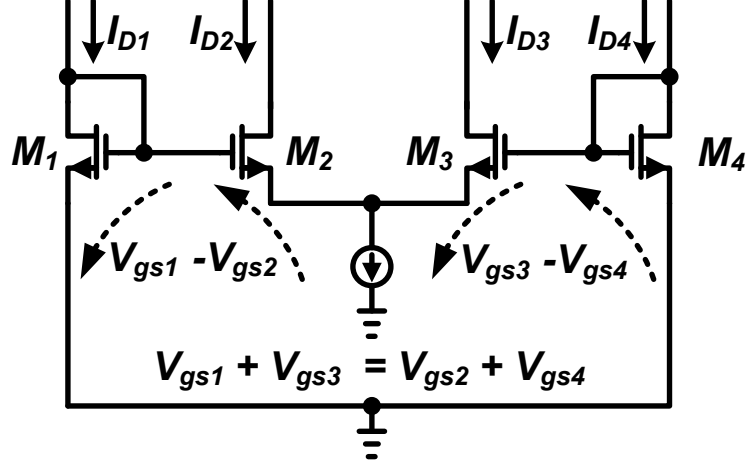 I_D1 I_D2 I_D3 I_D4
M_1 M_2 M_3 M_4
V_gs1 -V_gs2 V_gs3 -V_gs4
V_gs1 + V_gs3 = V_gs2 + V_gs4